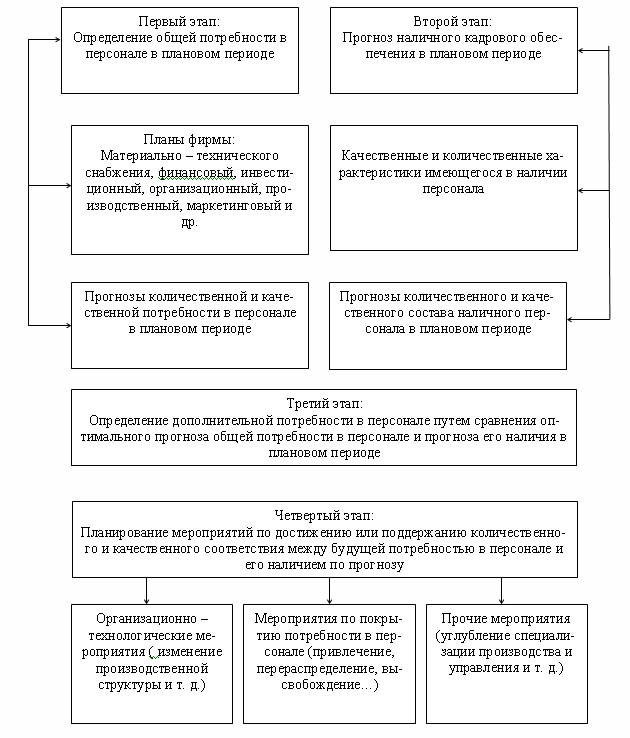 Первый этап:
Определение общей потребности в
персонале в плановом периоде
Второй этап:
Прогноз наличного кадрового обес-
печения в плановом периоде
Планы фирмы:
Материально – технического
снабжения, финансовый, инвести-
ционный, организационный, про-
изводственный, маркетинговый и
др.
Качественные и количественные ха-
рактеристики имеющегося в наличии
персонала
Прогнозы количественной и каче-
ственной потребности в персонале
в плановом периоде
Прогнозы количественного и каче-
ственного состава наличного пер-
сонала в плановом периоде
Третий этап:
Определение дополнительной потребности в персонале путем сравнения оп-
тимального прогноза общей потребности в персонале и прогноза его наличия в
плановом периоде
Четвертый этап:
Планирование мероприятий по достижению или поддержанию количественно-
го и качественного соответствия между будущей потребностью в персонале и
его наличием по прогнозу
Организационно –
технологические ме-
роприятия ( изменение
производственной
структуры и т. д.)
Мероприятия по покры-
тию потребности в пер-
сонале (привлечение,
перераспределение, вы-
свобождение…)
Прочие мероприятия
(углубление специали-
зации производства и
управления и т. д.)